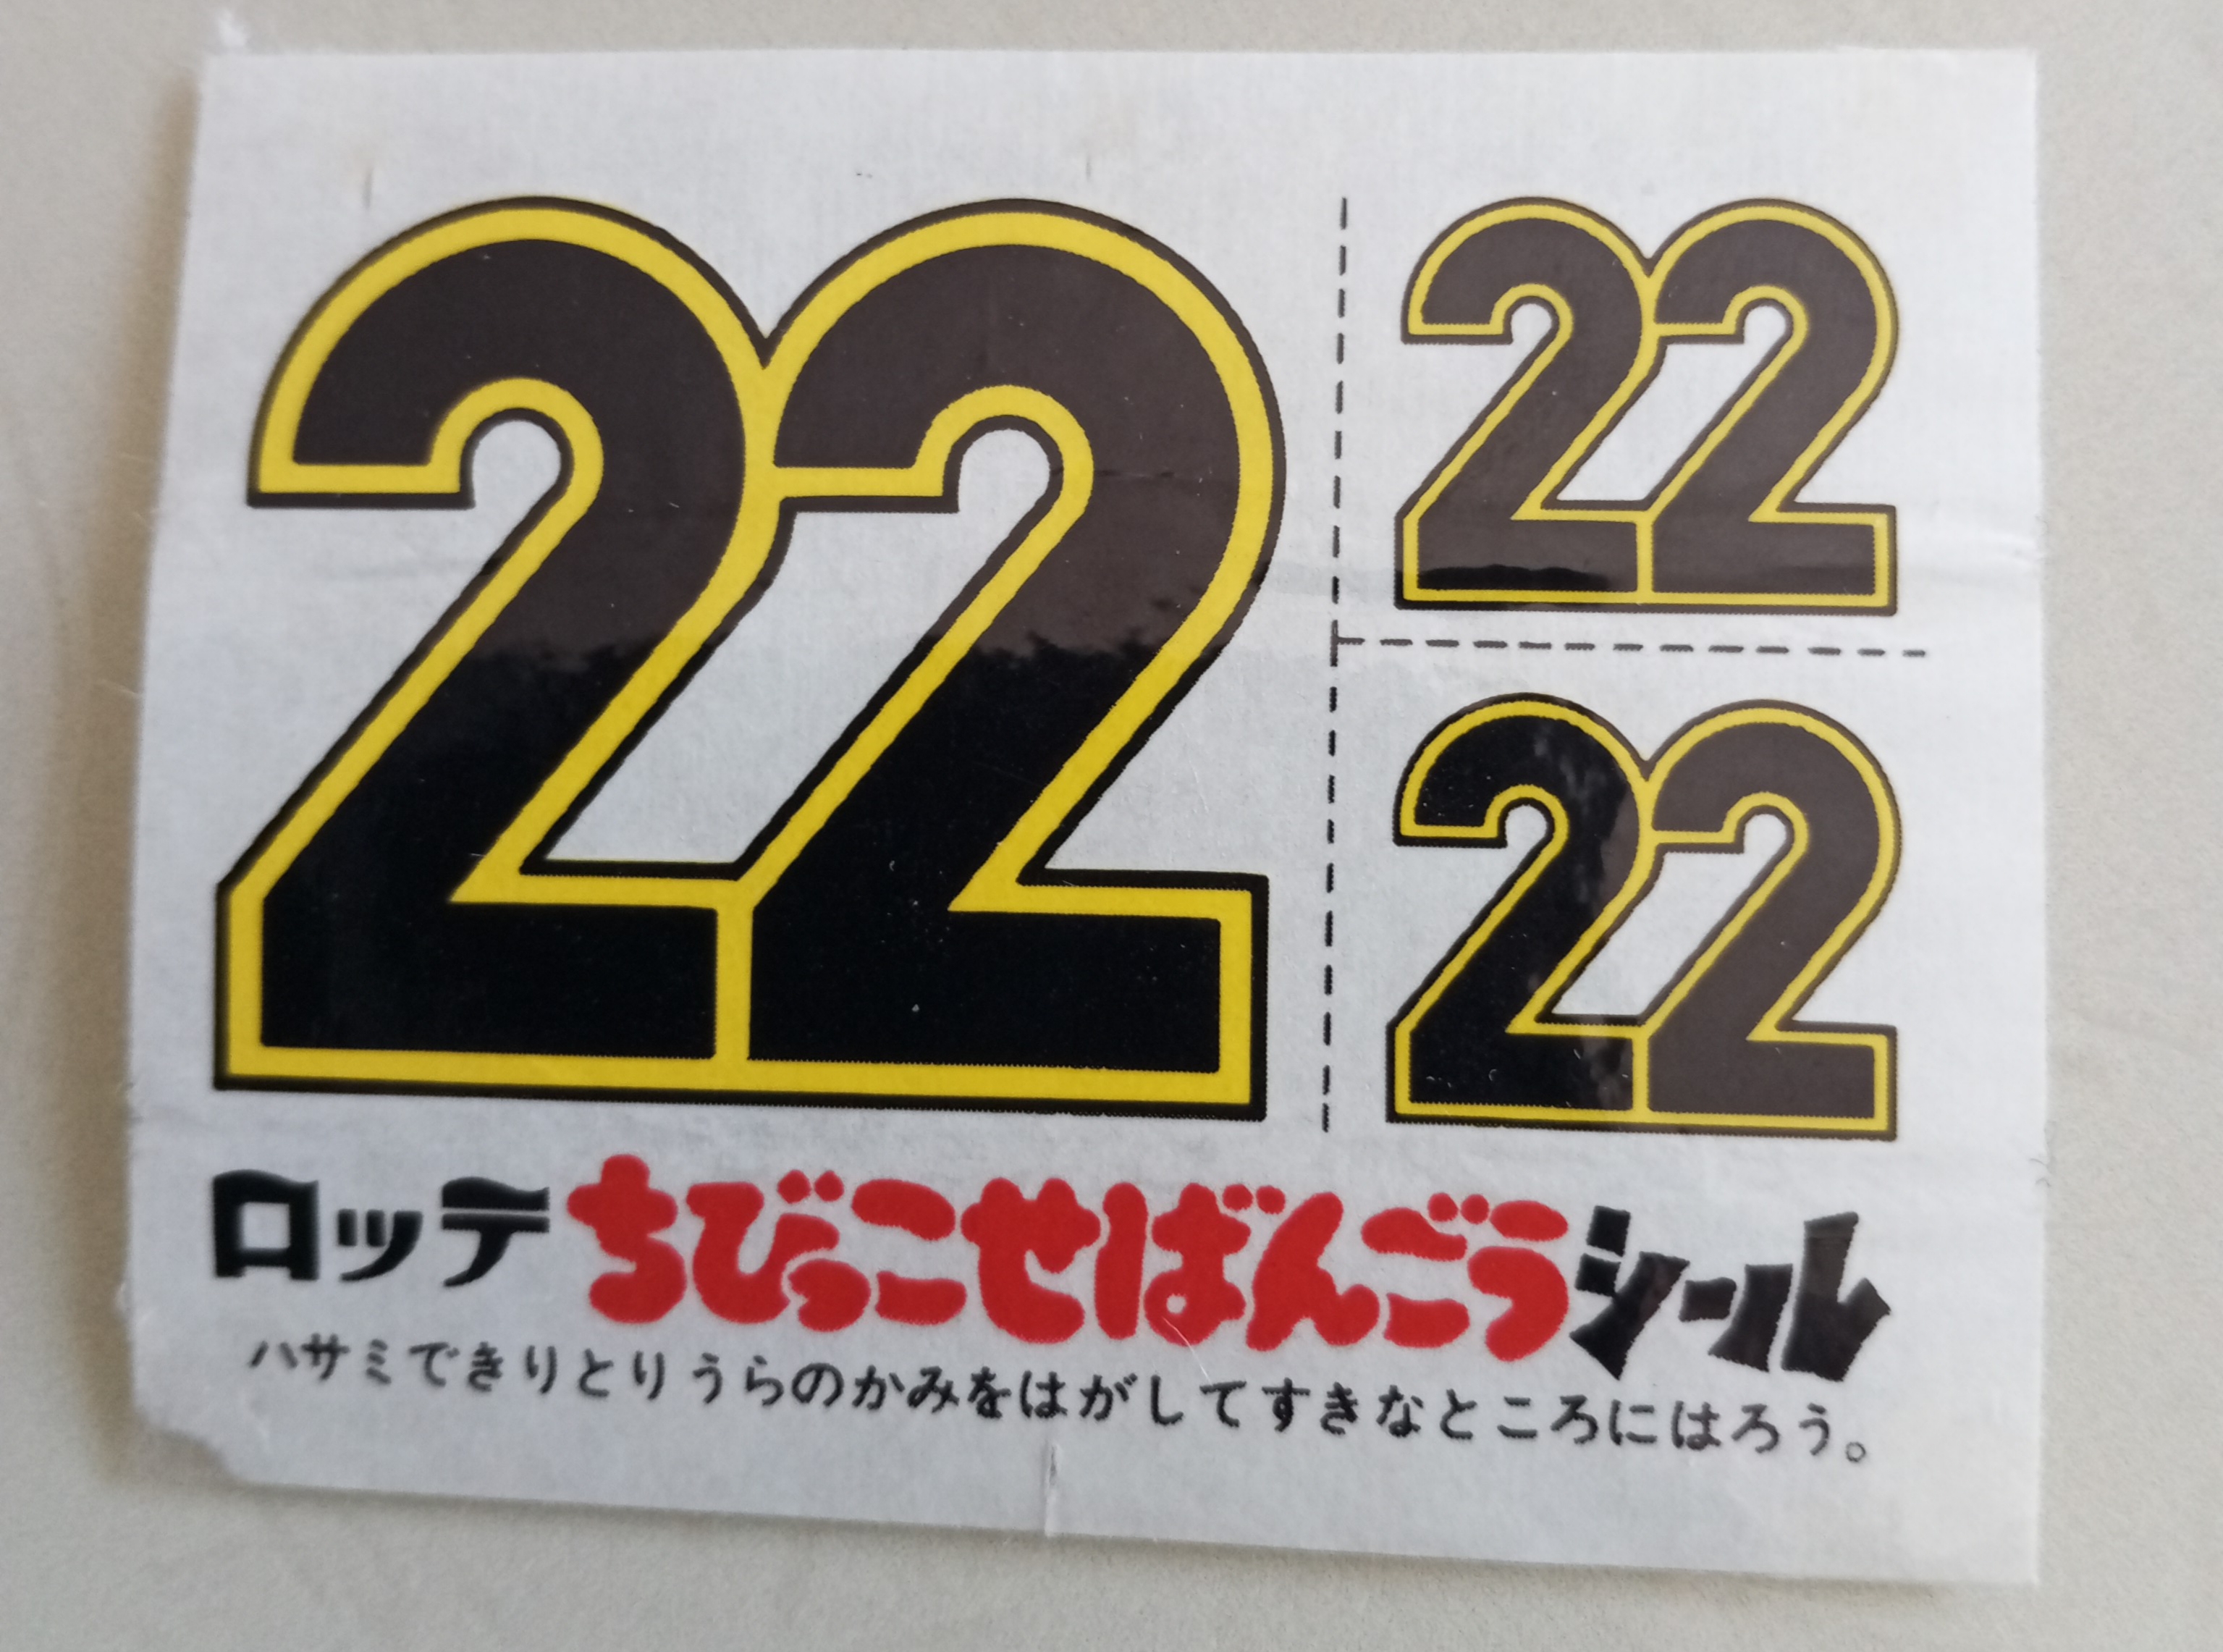 22
22
22
ロッテちびっこせばんごうシール
ハサミできりとりうらのかみをはがしてすきなところにはろう。